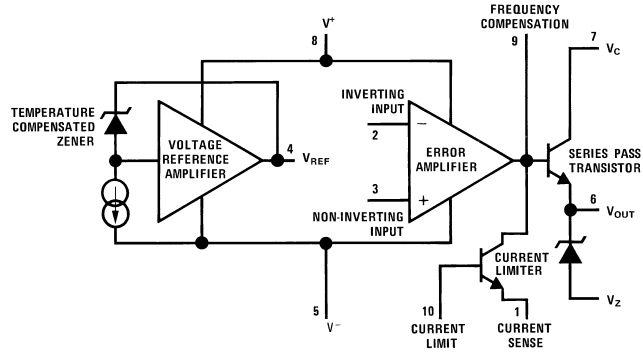 FREQUENCY
COMPENSATION
V+
8
9
7
VC
TEMPERATURE
COMPENSATED
ZENER
VOLTAGE
REFERENCE
AMPLIFIER
4
VREF
INVERTING
INPUT
2
−
ERROR
AMPLIFIER
3
+
NON-INVERTING
INPUT
SERIES PASS
TRANSISTOR
6
VOUT
CURRENT
LIMITER
5
V−
10
CURRENT
LIMIT
1
CURRENT
SENSE
VZ